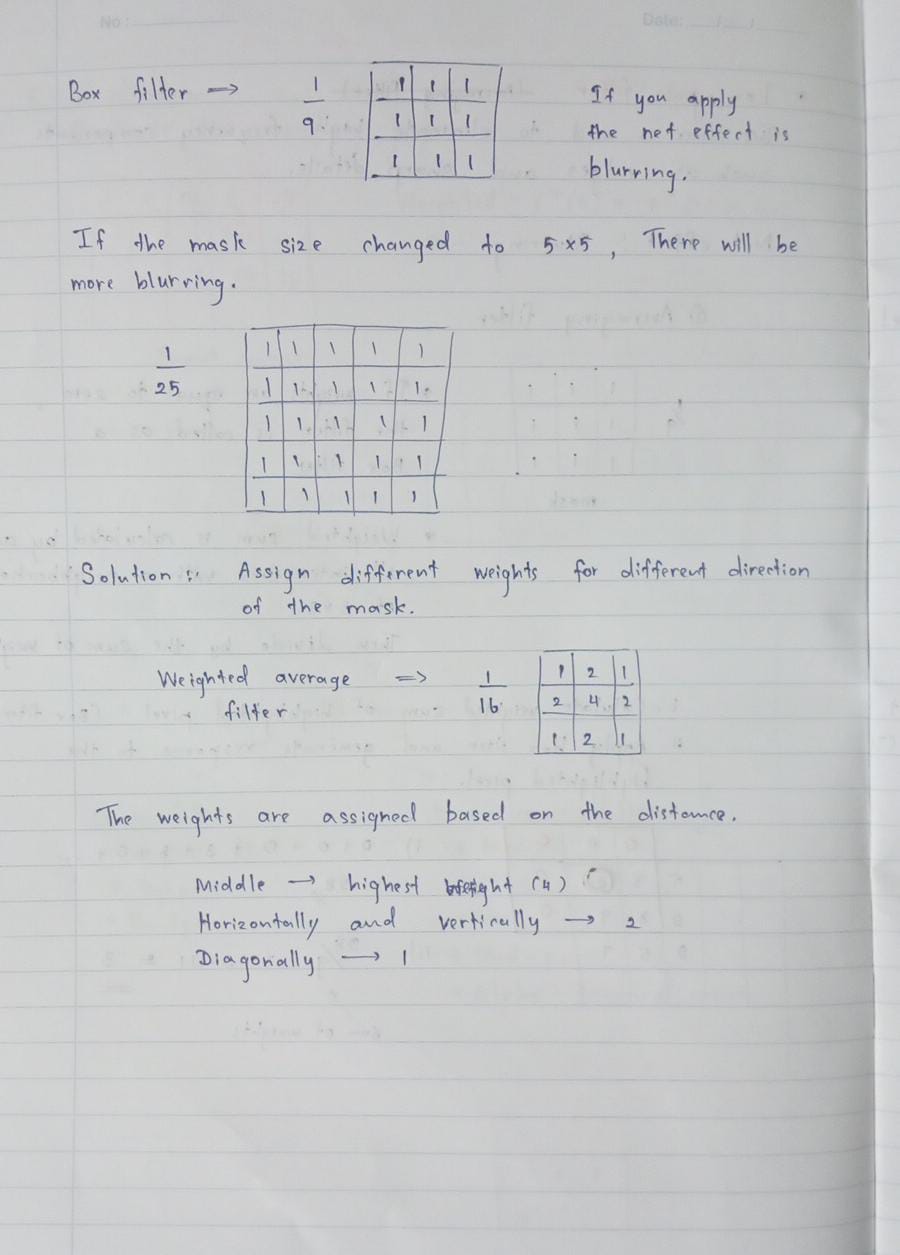 No : Date: / /
Box filter → 1/9
1 1 1
1 1 1
1 1 1
If you apply
the net effect is
blurring.
If the mask size changed to 5×5, There will be
more blurring.
1/25
1 1 1 1 1
1 1 1 1 1
1 1 1 1 1
1 1 1 1 1
1 1 1 1 1
Solution :: Assign different weights for different direction
of the mask.
Weighted average => 1/16
filter
1 2 1
2 4 2
1 2 1
The weights are assigned based on the distance.
Middle → highest (4)
Horizontally and vertically → 2
Diagonally → 1